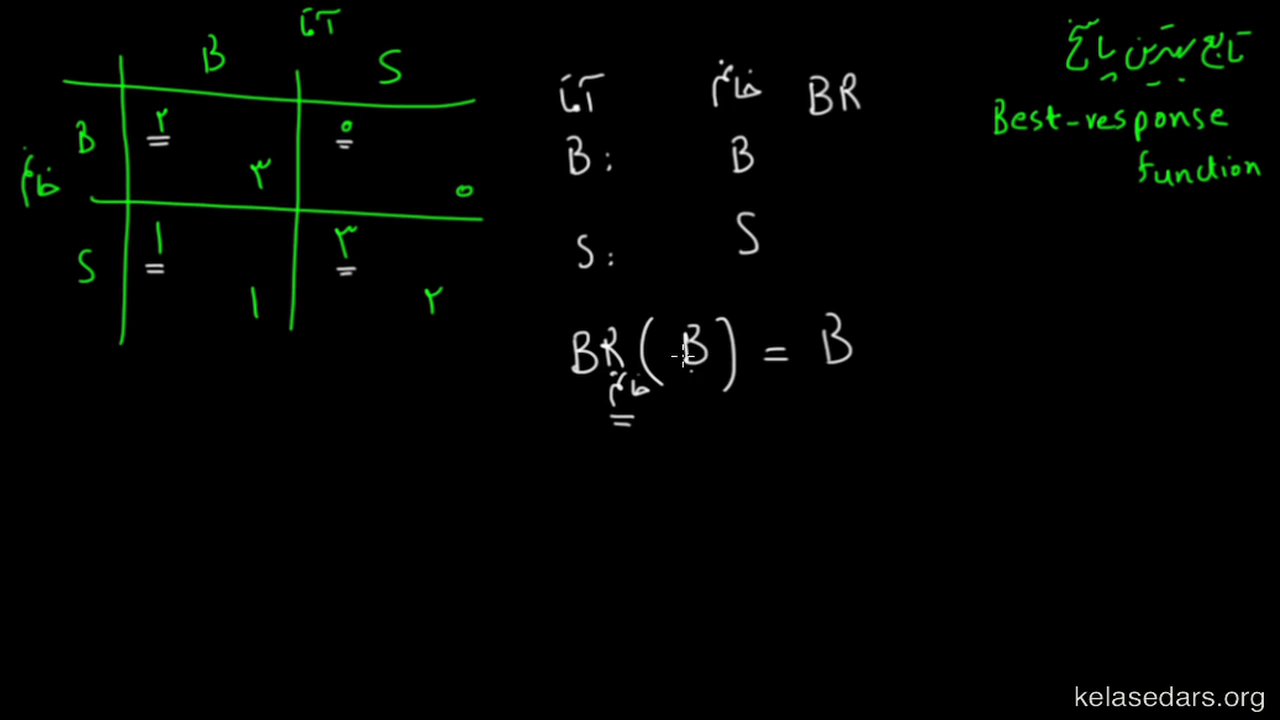 آقا
B S
B ۲ ۳ ۰ ۰
خانم
S ۱ ۱ ۳ ۲
آقا خانم BR
B : B
S : S
BR خانم ( B ) = B
تابع بهترین پاسخ
Best-response
function
kelasedars.org